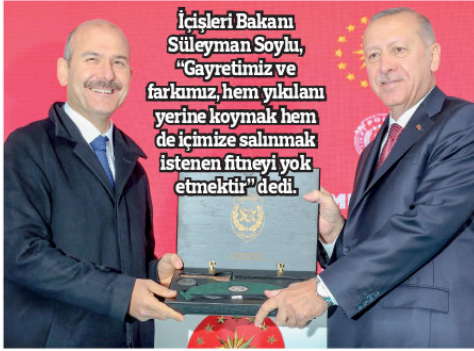 İçişleri Bakanı
Süleyman Soylu,
“Gayretimiz ve
farkımız, hem yıkılanı
yerine koymak hem
de içimize salınmak
istenen fitneyi yok
etmektir” dedi.